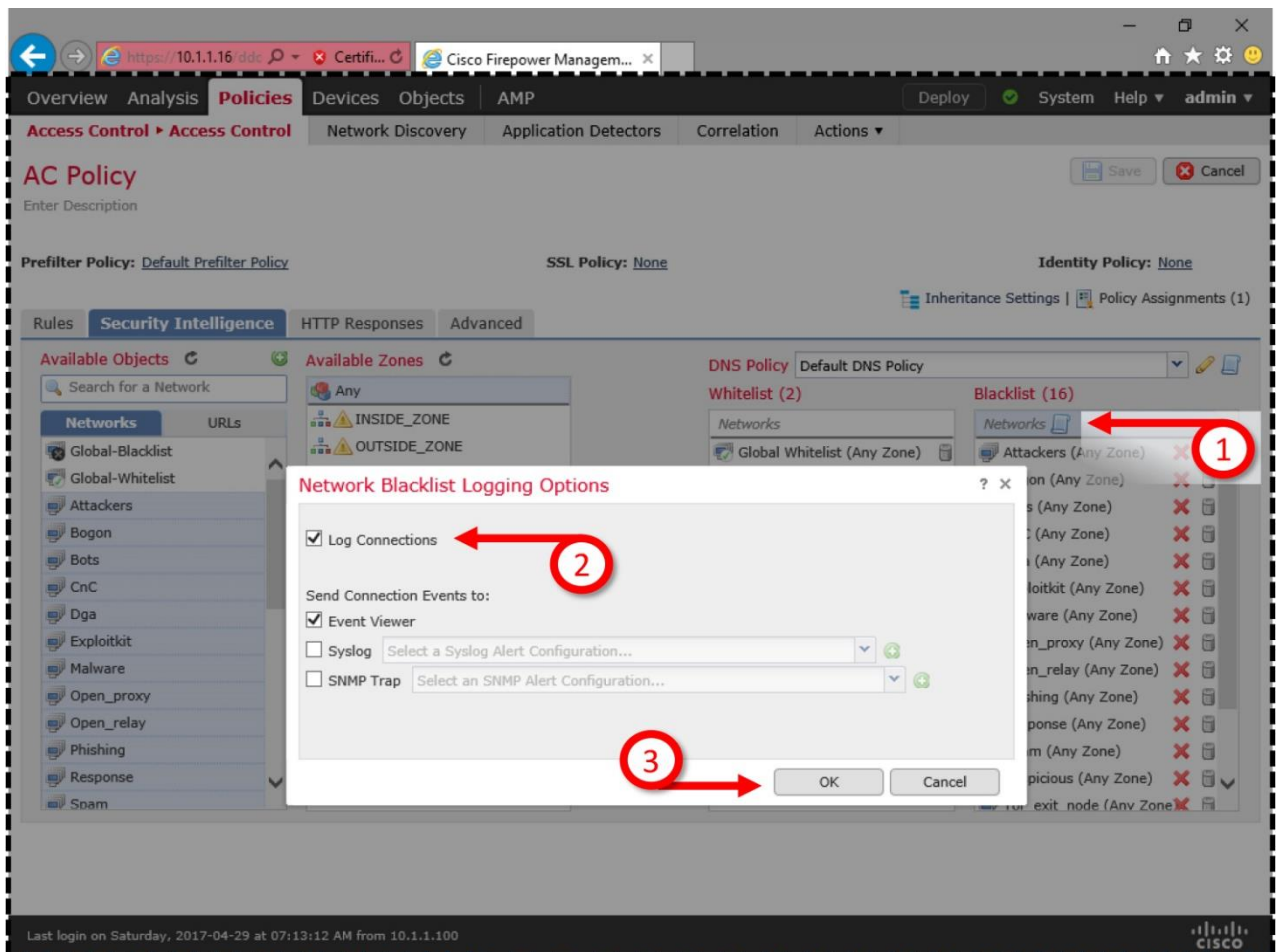 https://10.1.1.16/ddc Certifi... Cisco Firepower Managem...
Overview Analysis Policies Devices Objects AMP Deploy System Help admin
Access Control Access Control Network Discovery Application Detectors Correlation Actions
AC Policy
Save Cancel
Enter Description
Prefilter Policy: Default Prefilter Policy SSL Policy: None Identity Policy: None
Inheritance Settings | Policy Assignments (1)
Rules Security Intelligence HTTP Responses Advanced
Available Objects
Search for a Network
Networks URLs
Global-Blacklist
Global-Whitelist
Attackers
Bogon
Bots
CnC
Dga
Exploitkit
Malware
Open_proxy
Open_relay
Phishing
Response
Spam
Available Zones
Any
INSIDE_ZONE
OUTSIDE_ZONE
DNS Policy Default DNS Policy
Whitelist (2)
Networks
Global Whitelist (Any Zone)
Blacklist (16)
Networks
1
Attackers (Any Zone)
(Any Zone)
(Any Zone)
(Any Zone)
(Any Zone)
(Any Zone)
(Any Zone)
(Any Zone)
(Any Zone)
(Any Zone)
(Any Zone)
(Any Zone)
(Any Zone)
exit_node (Any Zone
Network Blacklist Logging Options
?
Log Connections
2
Send Connection Events to:
Event Viewer
Syslog Select a Syslog Alert Configuration...
SNMP Trap Select an SNMP Alert Configuration...
3
OK Cancel
Last login on Saturday, 2017-04-29 at 07:13:12 AM from 10.1.1.100
CISCO